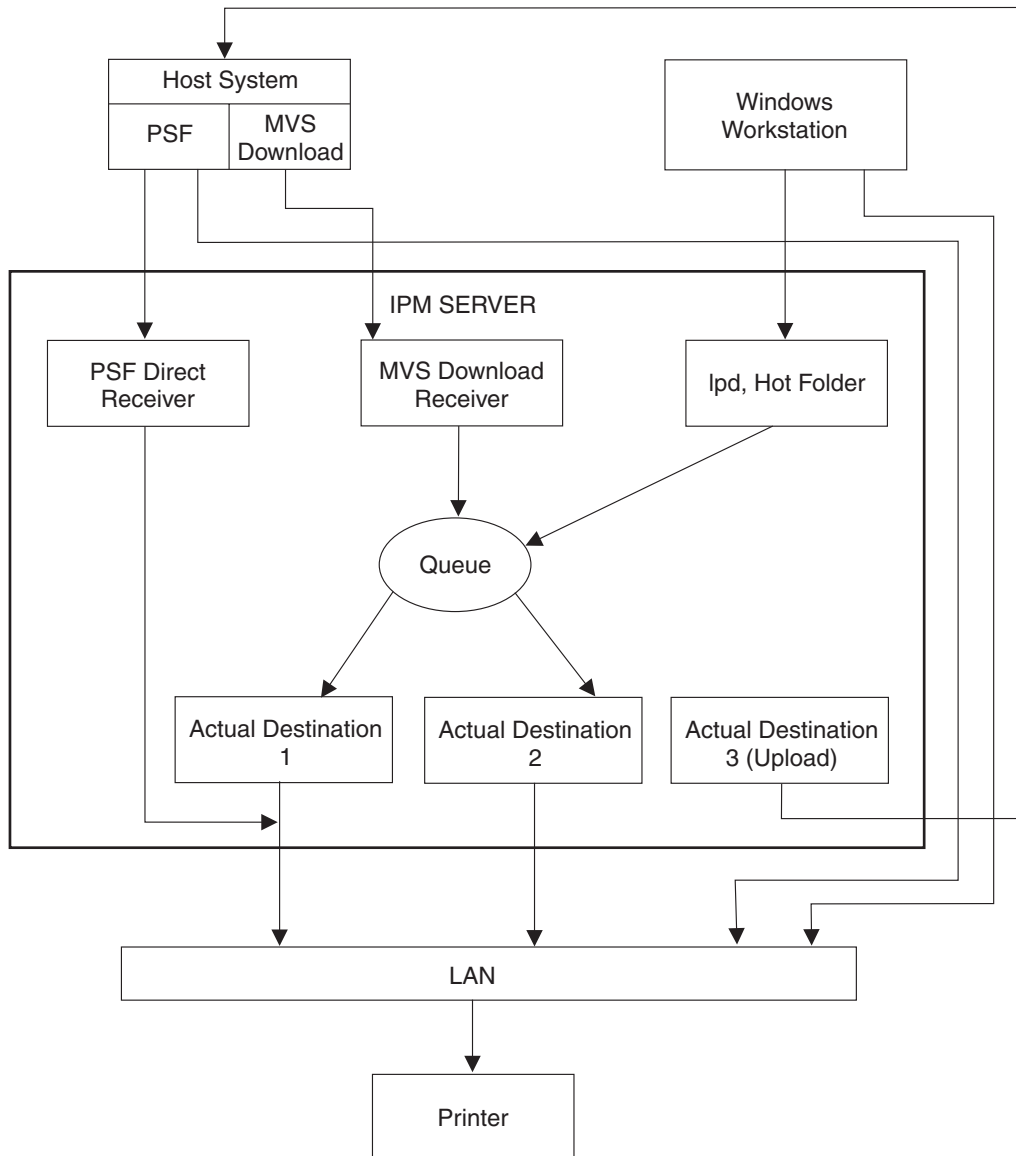 Host System
PSF
MVS
Download
Windows
Workstation
IPM SERVER
PSF Direct
Receiver
MVS Download
Receiver
lpd, Hot Folder
Queue
Actual Destination
1
Actual Destination
2
Actual Destination
3 (Upload)
LAN
Printer